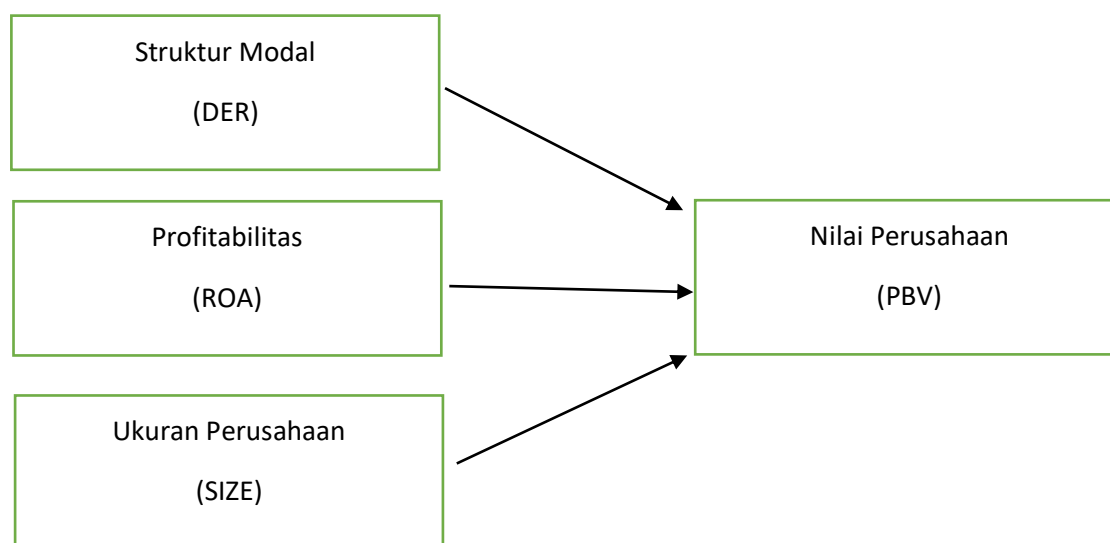 Struktur Modal
(DER)
Profitabilitas
(ROA)
Ukuran Perusahaan
(SIZE)
Nilai Perusahaan
(PBV)